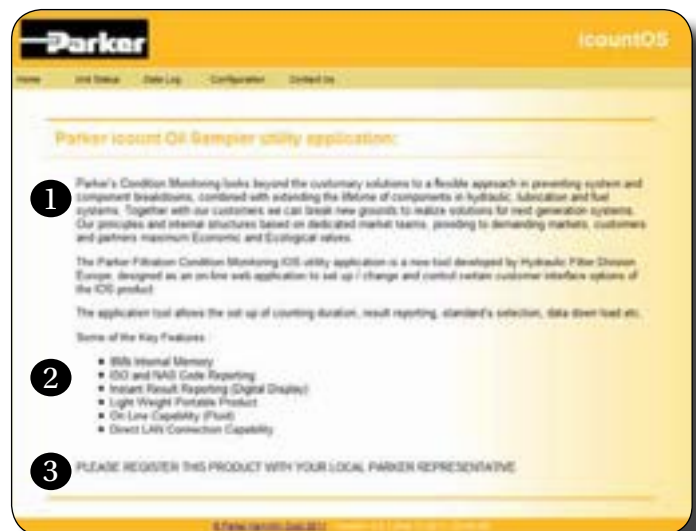 Parker
icountOS
Home Unit Status Data Log Configuration Contact Us
Parker icount Oil Sampler utility application:
1
Parker's Condition Monitoring looks beyond the customary solutions to a flexible approach in preventing system and
component breakdowns, combined with extending the lifetime of components in hydraulic, lubrication and fuel
systems. Together with our customers we can break new grounds to realize solutions for next generation systems.
Our principles and internal structures based on dedicated market teams, providing to demanding markets, customers
and partners maximum Economic and Ecological values.
The Parker Filtration Condition Monitoring IOS utility application is a new tool developed by Hydraulic Filter Division
Europe, designed as an on-line web application to set up / change and control certain customer interface options of
the IOS product.
The application tool allows the set up of counting duration, result reporting, standard's selection, data down load etc.
Some of the Key Features :
2
Internal Memory
ISO and NAS Code Reporting
Instant Result Reporting (Digital Display)
Light Weight Portable Product
On Line Capability (Fluid)
Direct LAN Connection Capability
3
PLEASE REGISTER THIS PRODUCT WITH YOUR LOCAL PARKER REPRESENTATIVE